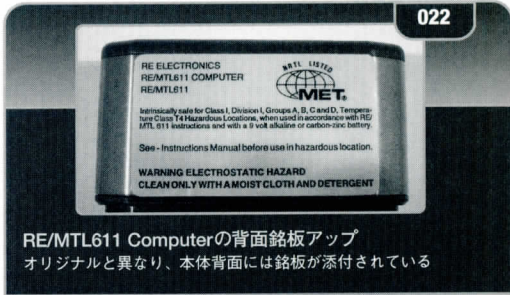 022
RE ELECTRONICS
RE/MTL611 COMPUTER
RE/MTL611
NRTL LISTED
MET®
Intrinsically safe for Class I, Division I, Groups A, B, C and D, Tempera-
ture Class T4 Hazardous Locations, when used in accordance with RE/
MTL 611 instructions and with a 9 volt alkaline or carbon-zinc battery.
See - Instructions Manual before use in hazardous location.
WARNING ELECTROSTATIC HAZARD
CLEAN ONLY WITH A MOIST CLOTH AND DETERGENT
RE/MTL611 Computerの背面銘板アップ
オリジナルと異なり、本体背面には銘板が添付されている